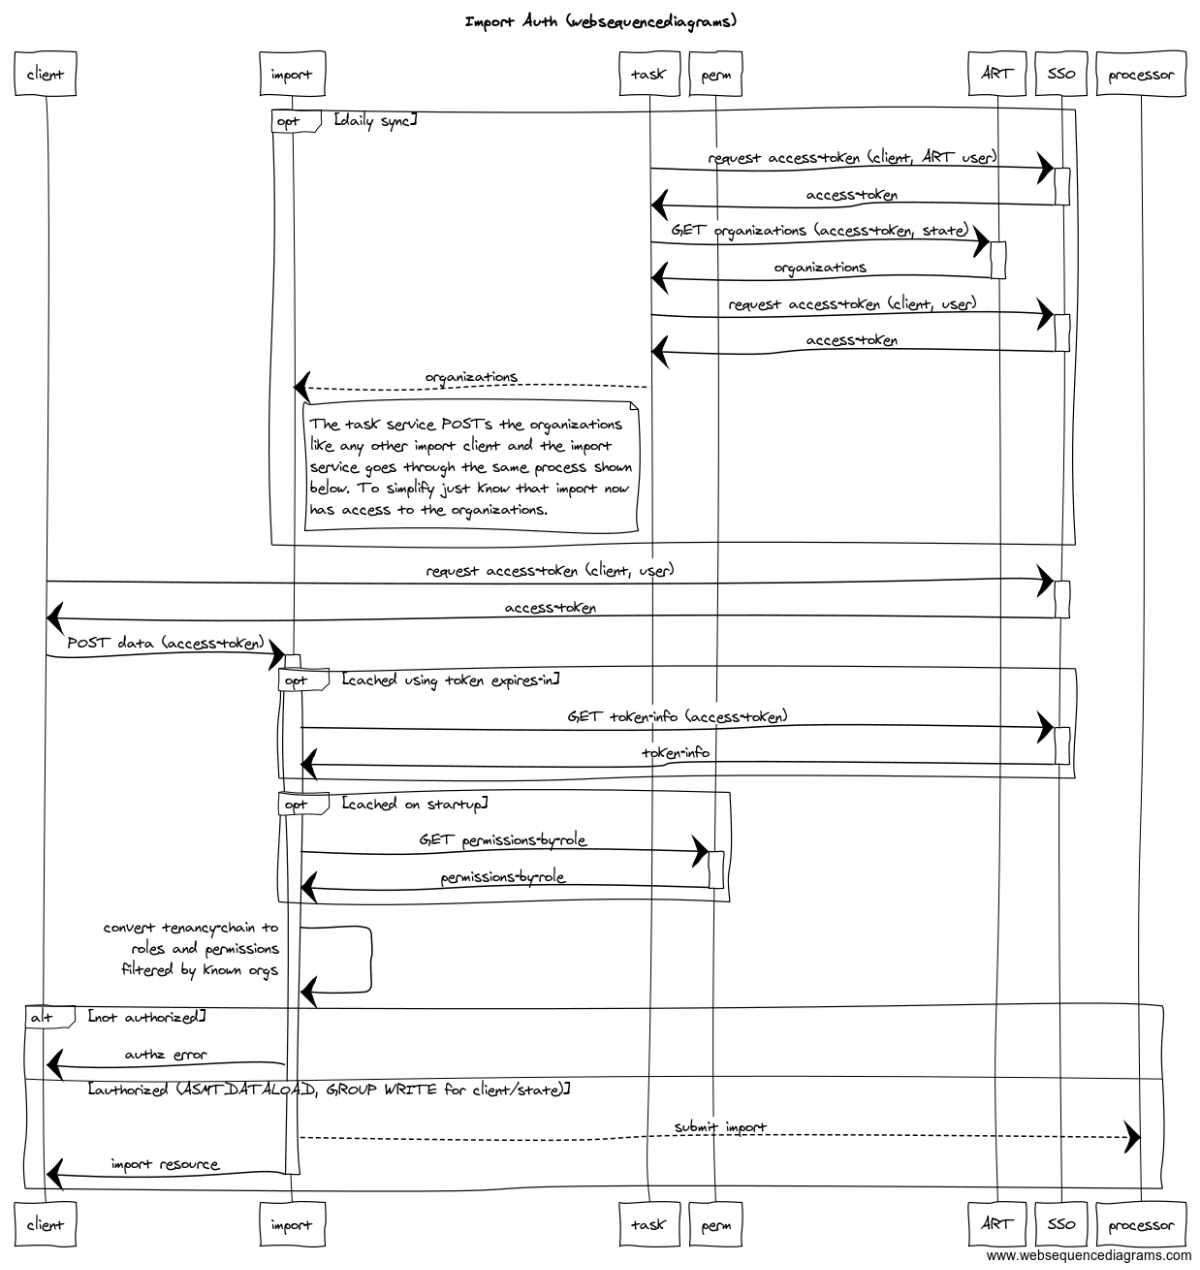 Import Auth (websequencediagrams)
client import task perm ART SSO processor
opt [daily sync]
request access-token (client, ART user)
access-token
GET organizations (access-token, state)
organizations
request access-token (client, user)
access-token
organizations
The task service POSTs the organizations
like any other import client and the import
service goes through the same process shown
below. To simplify just know that import now
has access to the organizations.
request access-token (client, user)
access-token
POST data (access-token)
opt [cached using token expires-in]
GET token-info (access-token)
token-info
opt [cached on startup]
GET permissions-by-role
permissions-by-role
convert tenancy-chain to
roles and permissions
filtered by known orgs
alt [not authorized]
authz error
[authorized (ASMTDATALOAD, GROUP WRITE for client/state)]
submit import
import resource
client import task perm ART SSO processor
www.websequencediagrams.com